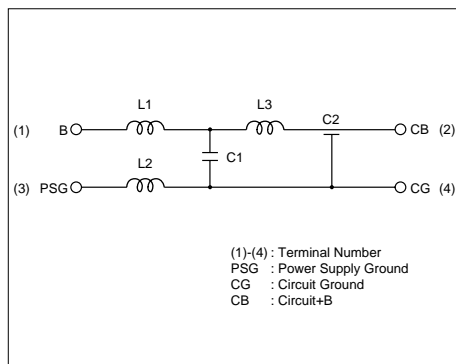 L1
L3
C2
(1)
B
CB
(2)
C1
L2
(3)
PSG
CG
(4)
(1)-(4) : Terminal Number
PSG : Power Supply Ground
CG : Circuit Ground
CB : Circuit+B